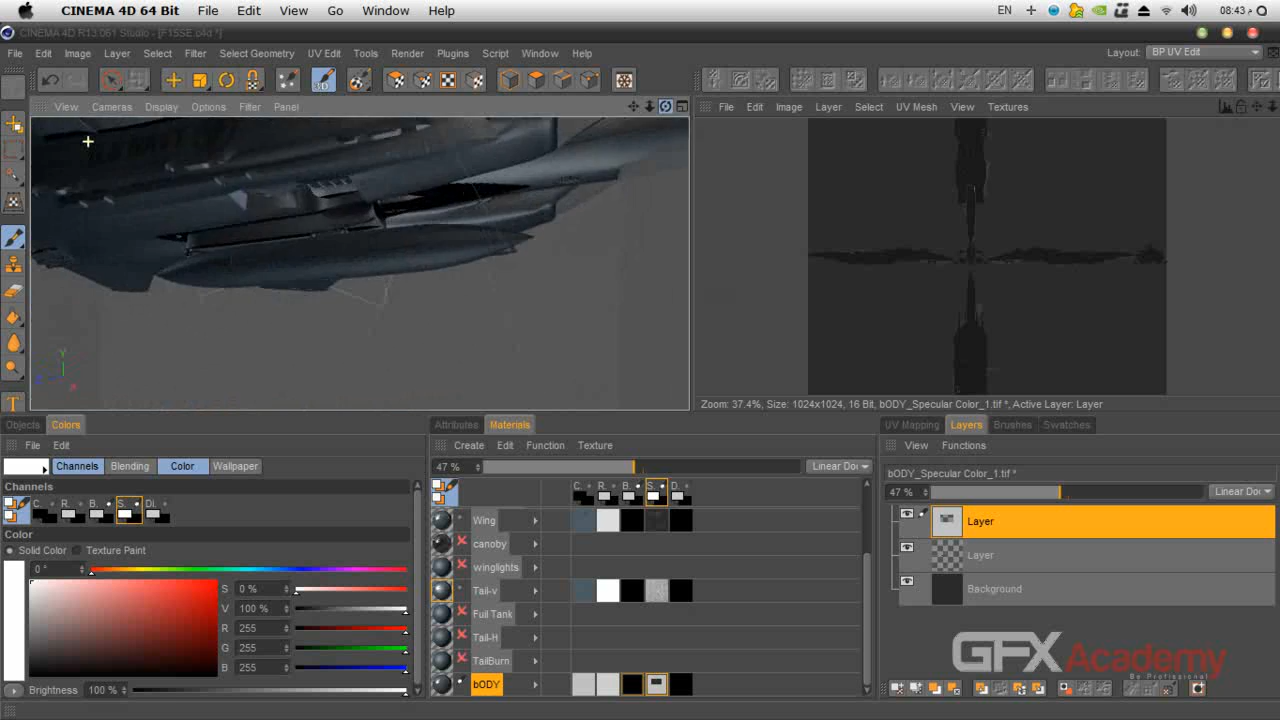 CINEMA 4D 64 Bit File Edit View Go Window Help EN 08:43 م
CINEMA 4D R13.061 Studio - [F15SE.c4d *]
File Edit Image Layer Select Filter Select Geometry UV Edit Tools Render Plugins Script Window Help Layout: BP UV Edit
3D
View Cameras Display Options Filter Panel
File Edit Image Layer Select UV Mesh View Textures
Y
Zoom: 37.4%, Size: 1024x1024, 16 Bit, bODY_Specular Color_1.tif *, Active Layer: Layer
Objects Colors
File Edit
Channels Blending Color Wallpaper
Channels
C. R. B. S. Di.
Color
Solid Color Texture Paint
0 °
S 0 %
V 100 %
R 255
G 255
B 255
Brightness 100 %
Attributes Materials
Create Edit Function Texture
47 % Linear Do
C. R. B. S. D.
Wing
canoby
winglights
Tail-v
Full Tank
Tail-H
TailBurn
bODY
UV Mapping Layers Brushes Swatches
View Functions
bODY_Specular Color_1.tif *
47 % Linear Do
Layer
Layer
Background
GFX Academy
Be Professional